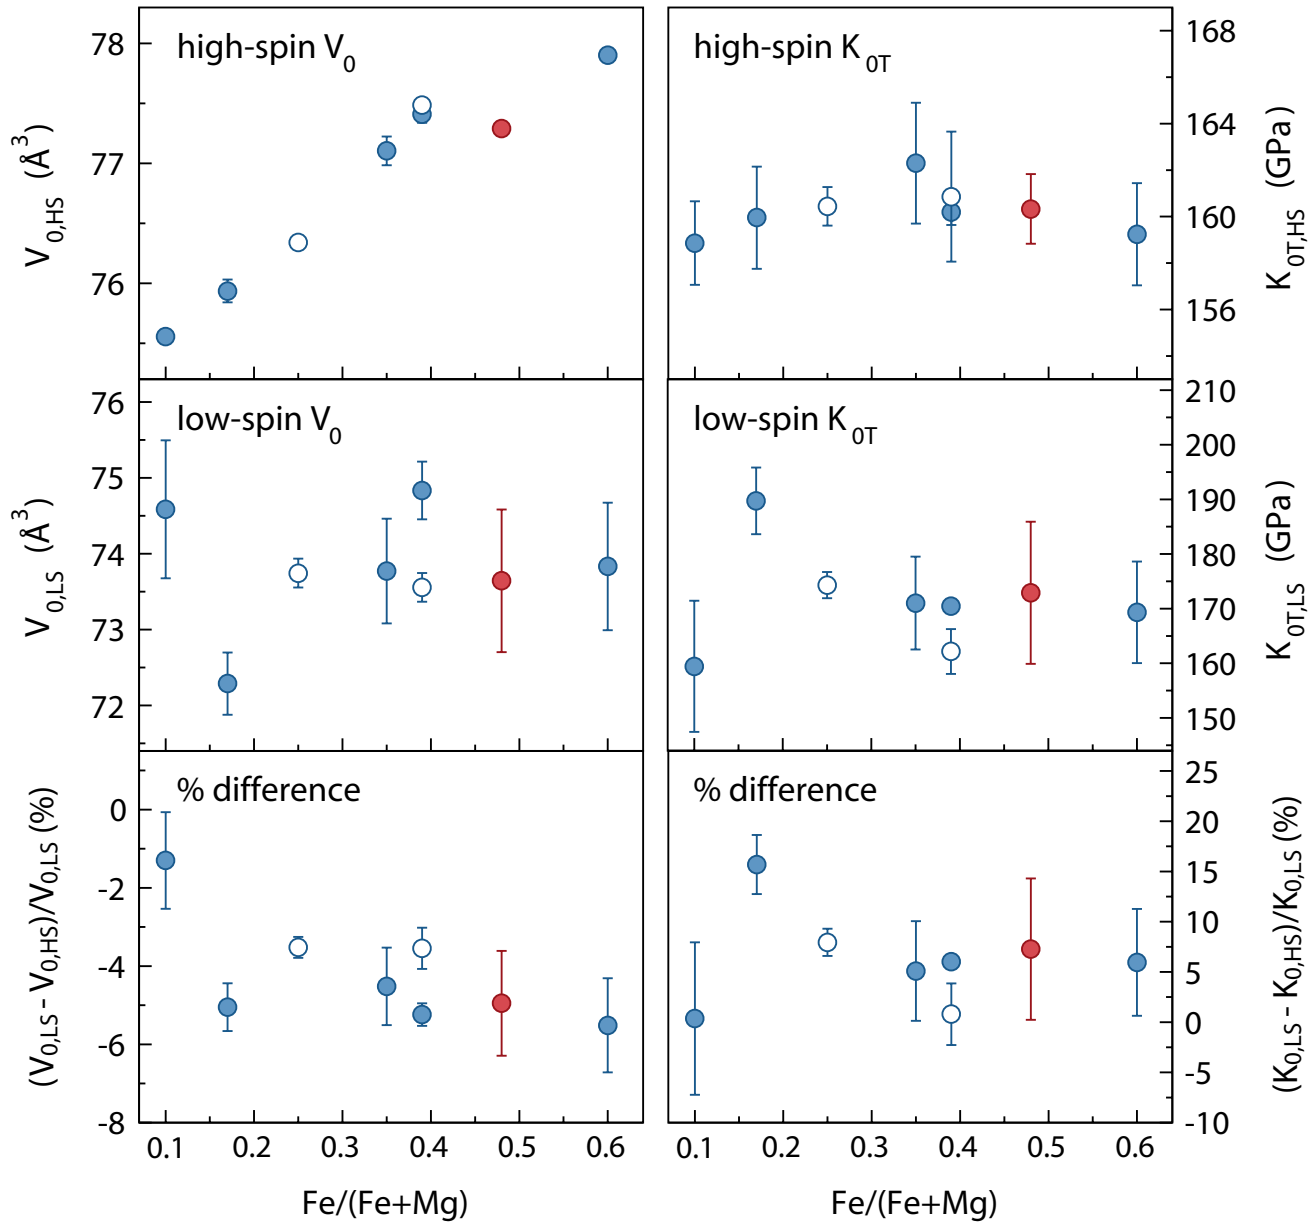 high-spin V0
78
77
76
V0,HS (Å3)
high-spin K0T
168
164
160
156
K0T,HS (GPa)
low-spin V0
76
75
74
73
72
V0,LS (Å3)
low-spin K0T
210
200
190
180
170
160
150
K0T,LS (GPa)
% difference
0
-2
-4
-6
-8
(V0,LS - V0,HS)/V0,LS (%)
0.1 0.2 0.3 0.4 0.5 0.6
Fe/(Fe+Mg)
% difference
25
20
15
10
5
0
-5
-10
(K0,LS - K0,HS)/K0,LS (%)
0.1 0.2 0.3 0.4 0.5 0.6
Fe/(Fe+Mg)